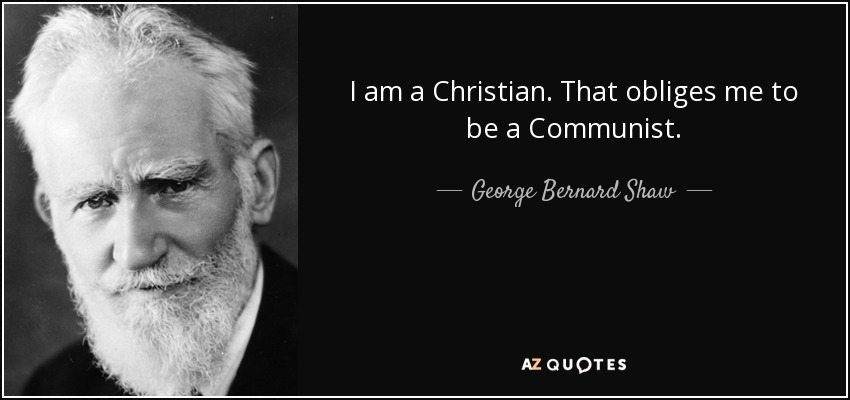 I am a Christian. That obliges me to
be a Communist.
George Bernard Shaw
AZ QUOTES